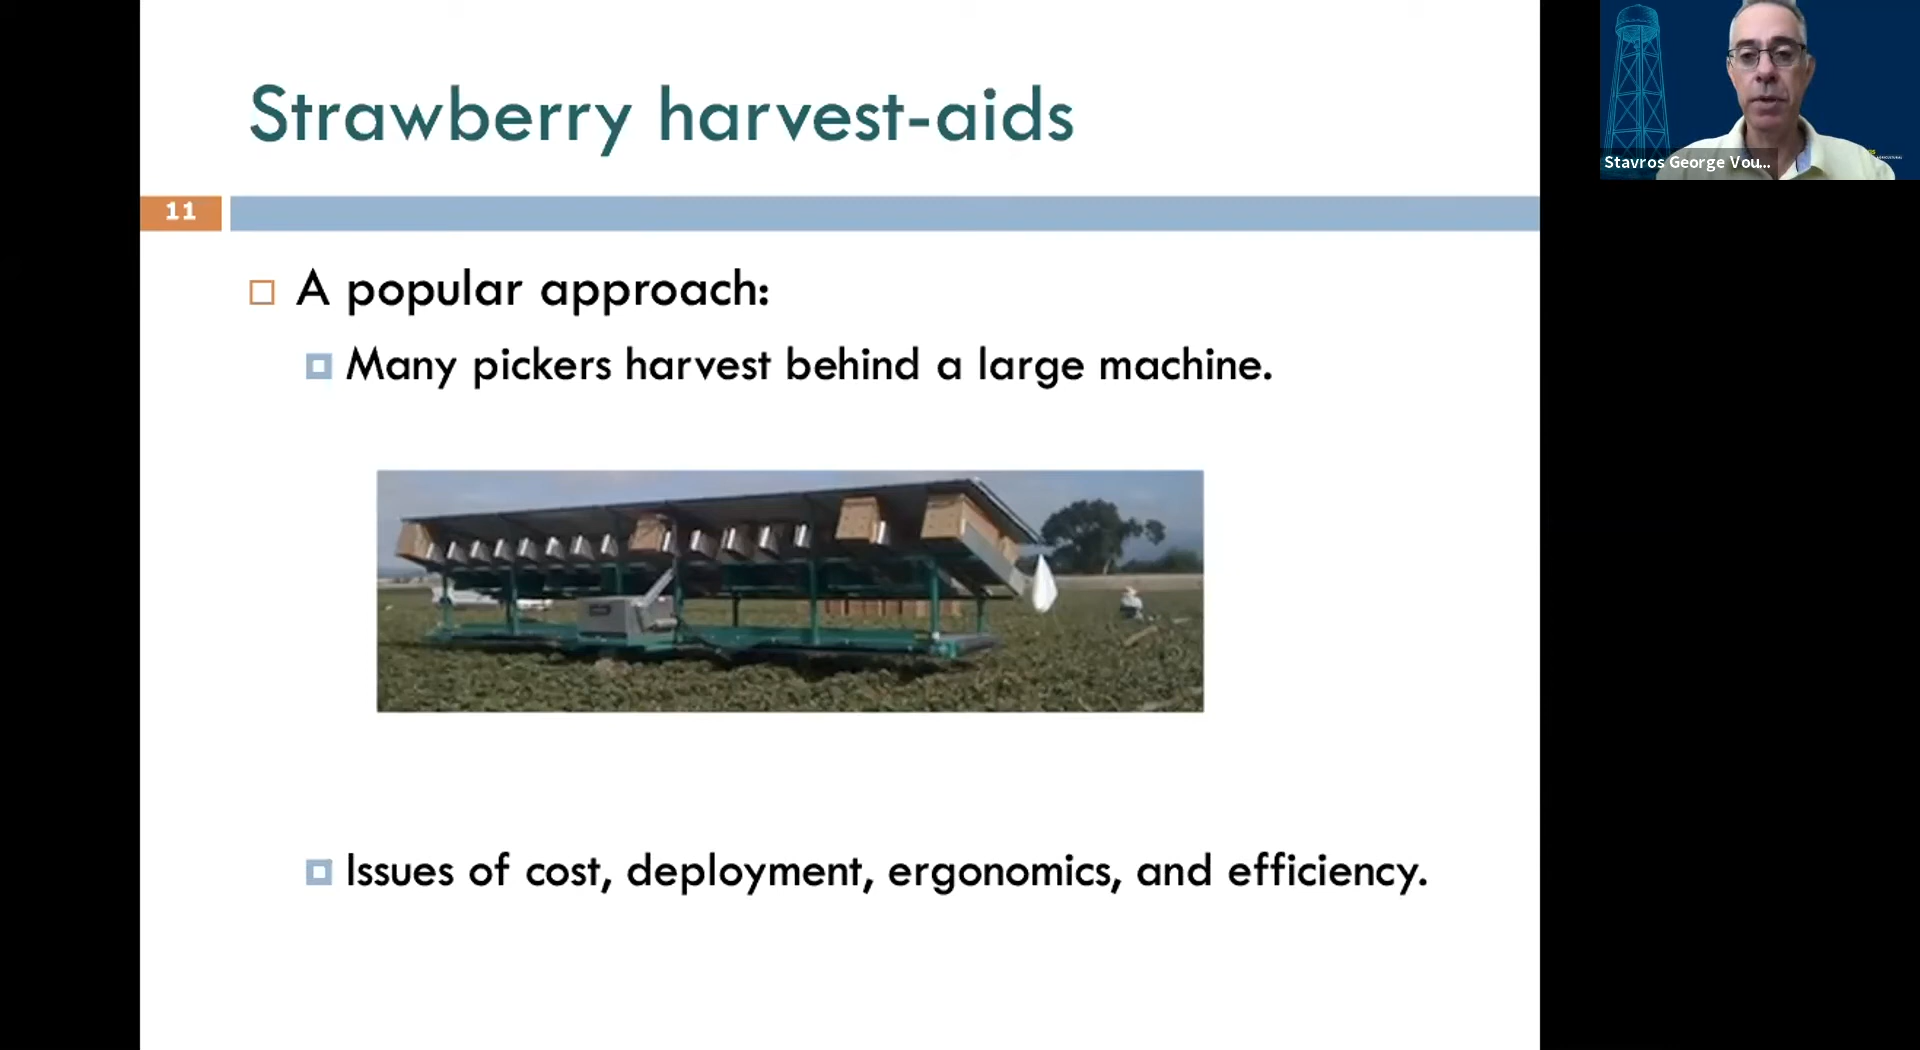 Strawberry harvest-aids
11
A popular approach:
Many pickers harvest behind a large machine.
Issues of cost, deployment, ergonomics, and efficiency.
Stavros George Vou...